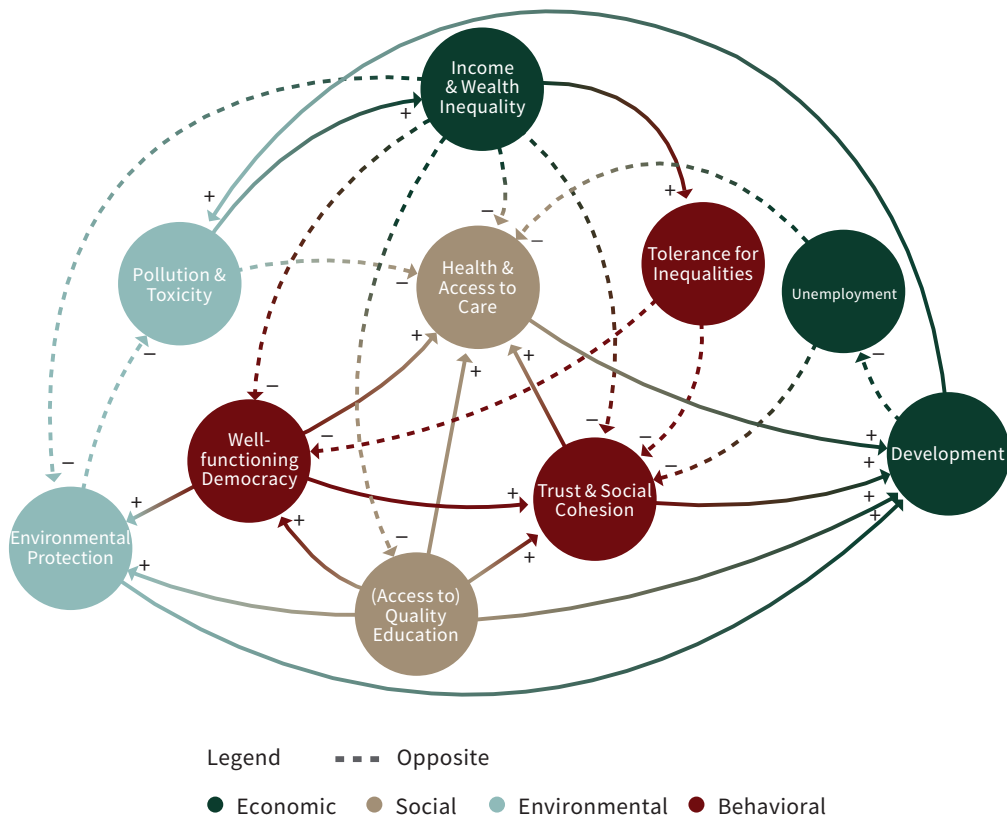 Income
& Wealth
Inequality
+
+
+
–
–
Pollution &
Toxicity
Health &
Access to
Care
Tolerance for
Inequalities
Unemployment
–
–
–
+
+
+
–
–
–
–
–
Well-
functioning
Democracy
Development
+
+
+
+
–
Trust & Social
Cohesion
+
+
+
–
+
+
Environmental
Protection
(Access to)
Quality
Education
Legend
Opposite
Economic
Social
Environmental
Behavioral